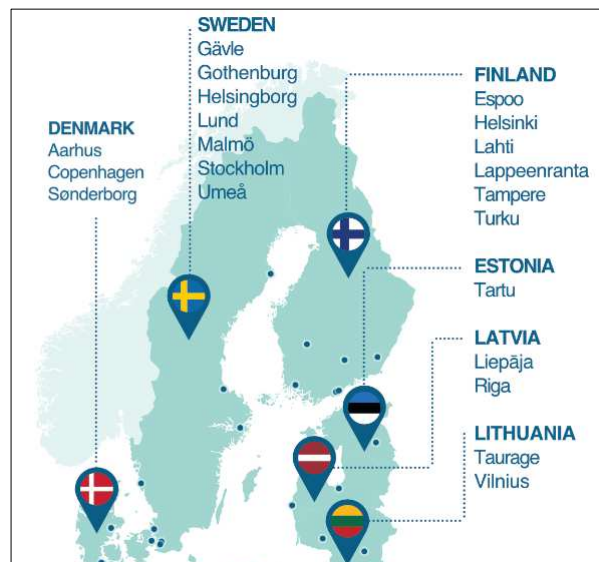 SWEDEN
Gävle
Gothenburg
Helsingborg
Lund
Malmö
Stockholm
Umeå
DENMARK
Aarhus
Copenhagen
Sønderborg
FINLAND
Espoo
Helsinki
Lahti
Lappeenranta
Tampere
Turku
ESTONIA
Tartu
LATVIA
Liepāja
Riga
LITHUANIA
Taurage
Vilnius